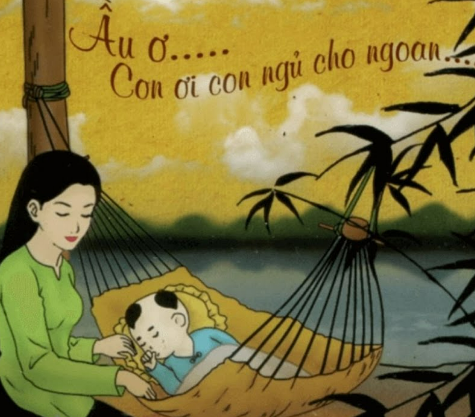 Ầu ơ.....
Con ơi con ngủ cho ngoan....